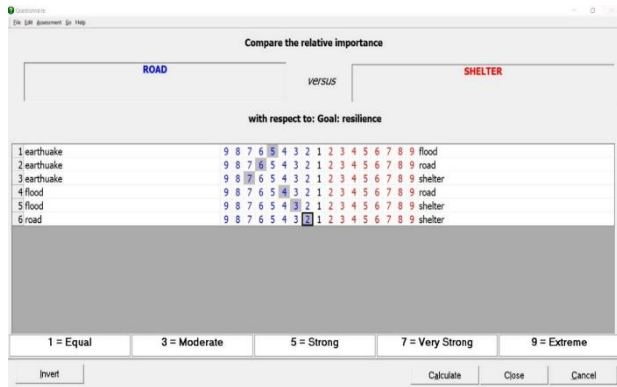 Questionnaire
File Edit Assessment Go Help
Compare the relative importance
ROAD
versus
SHELTER
with respect to: Goal: resilience
1 earthuake 9 8 7 6 5 4 3 2 1 2 3 4 5 6 7 8 9 flood
2 earthuake 9 8 7 6 5 4 3 2 1 2 3 4 5 6 7 8 9 road
3 earthuake 9 8 7 6 5 4 3 2 1 2 3 4 5 6 7 8 9 shelter
4 flood 9 8 7 6 5 4 3 2 1 2 3 4 5 6 7 8 9 road
5 flood 9 8 7 6 5 4 3 2 1 2 3 4 5 6 7 8 9 shelter
6 road 9 8 7 6 5 4 3 2 1 2 3 4 5 6 7 8 9 shelter
1 = Equal 3 = Moderate 5 = Strong 7 = Very Strong 9 = Extreme
Invert Calculate Close Cancel